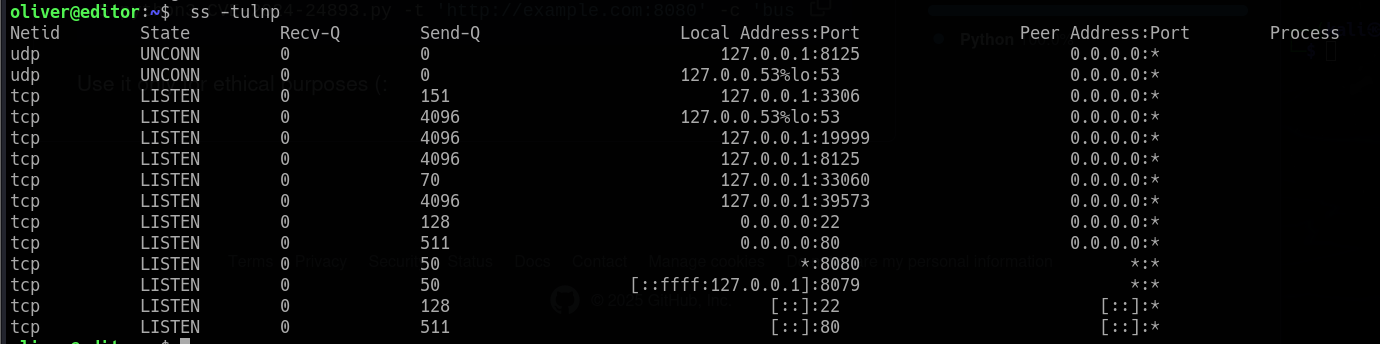 oliver@editor:~$ ss -tulnp
Netid State Recv-Q Send-Q Local Address:Port Peer Address:Port Process
udp UNCONN 0 0 127.0.0.1:8125 0.0.0.0:*
udp UNCONN 0 0 127.0.0.53%lo:53 0.0.0.0:*
tcp LISTEN 0 151 127.0.0.1:3306 0.0.0.0:*
tcp LISTEN 0 4096 127.0.0.53%lo:53 0.0.0.0:*
tcp LISTEN 0 4096 127.0.0.1:19999 0.0.0.0:*
tcp LISTEN 0 4096 127.0.0.1:8125 0.0.0.0:*
tcp LISTEN 0 70 127.0.0.1:33060 0.0.0.0:*
tcp LISTEN 0 4096 127.0.0.1:39573 0.0.0.0:*
tcp LISTEN 0 128 0.0.0.0:22 0.0.0.0:*
tcp LISTEN 0 511 0.0.0.0:80 0.0.0.0:*
tcp LISTEN 0 50 *:8080 *:*
tcp LISTEN 0 50 [::ffff:127.0.0.1]:8079 *:*
tcp LISTEN 0 128 [::]:22 [::]:*
tcp LISTEN 0 511 [::]:80 [::]:*
oliver@editor:~$